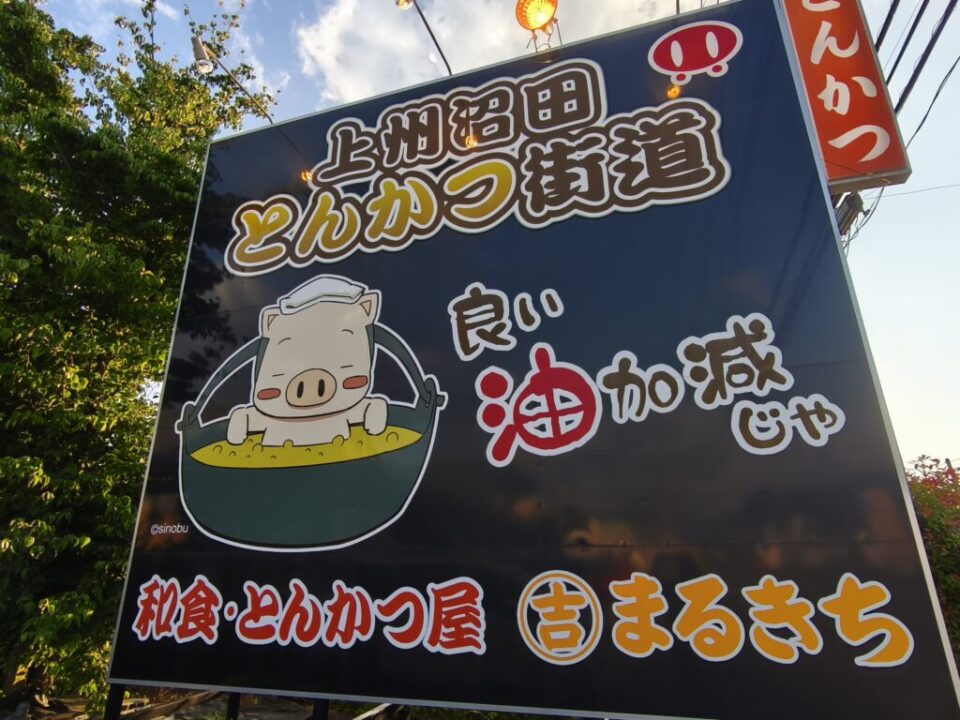 上州沼田
とんかつ街道
とんかつ
良い
油加減
じゃ
©sinobu
和食・とんかつ屋
吉まるきち